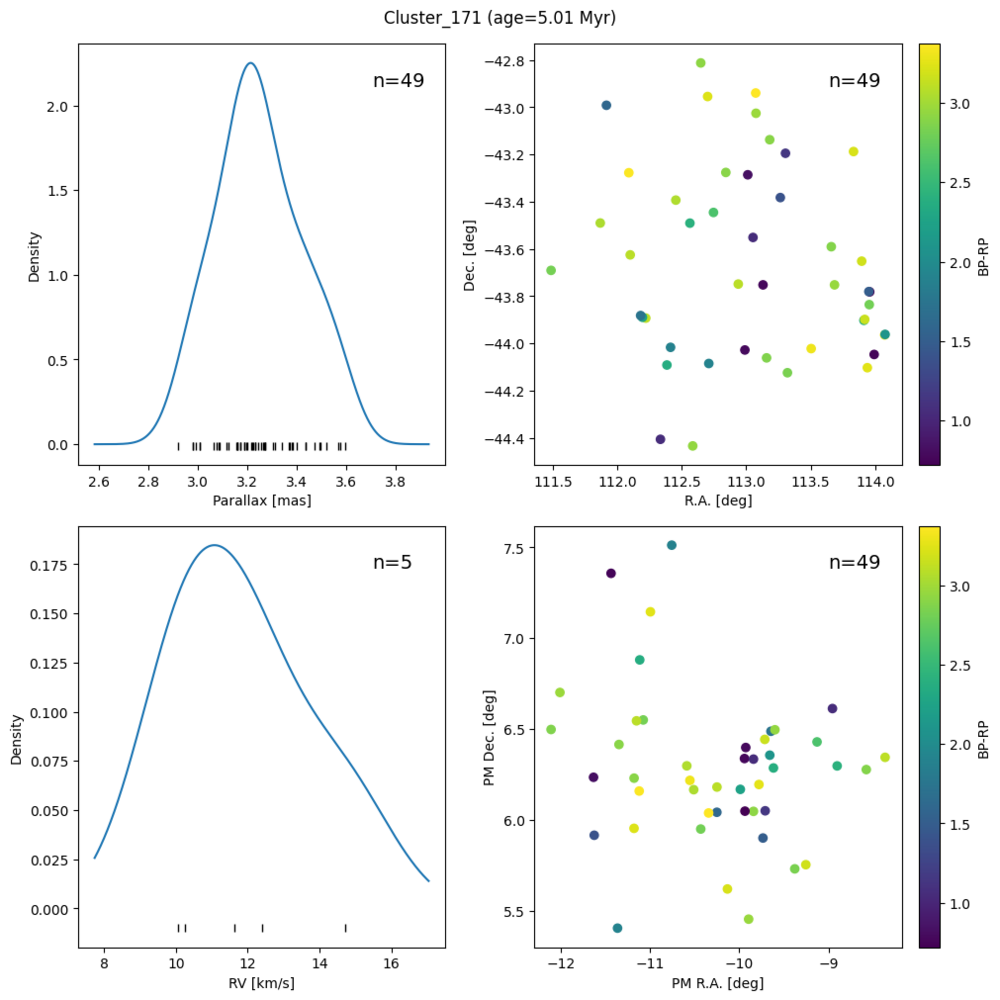 Cluster_171 (age=5.01 Myr)
n=49
Density
2.0
1.5
1.0
0.5
0.0
2.6 2.8 3.0 3.2 3.4 3.6 3.8
Parallax [mas]
n=49
Dec. [deg]
−42.8
−43.0
−43.2
−43.4
−43.6
−43.8
−44.0
−44.2
−44.4
111.5 112.0 112.5 113.0 113.5 114.0
R.A. [deg]
3.0
2.5
2.0
1.5
1.0
BP-RP
n=5
Density
0.175
0.150
0.125
0.100
0.075
0.050
0.025
0.000
8 10 12 14 16
RV [km/s]
n=49
PM Dec. [deg]
7.5
7.0
6.5
6.0
5.5
−12 −11 −10 −9
PM R.A. [deg]
3.0
2.5
2.0
1.5
1.0
BP-RP